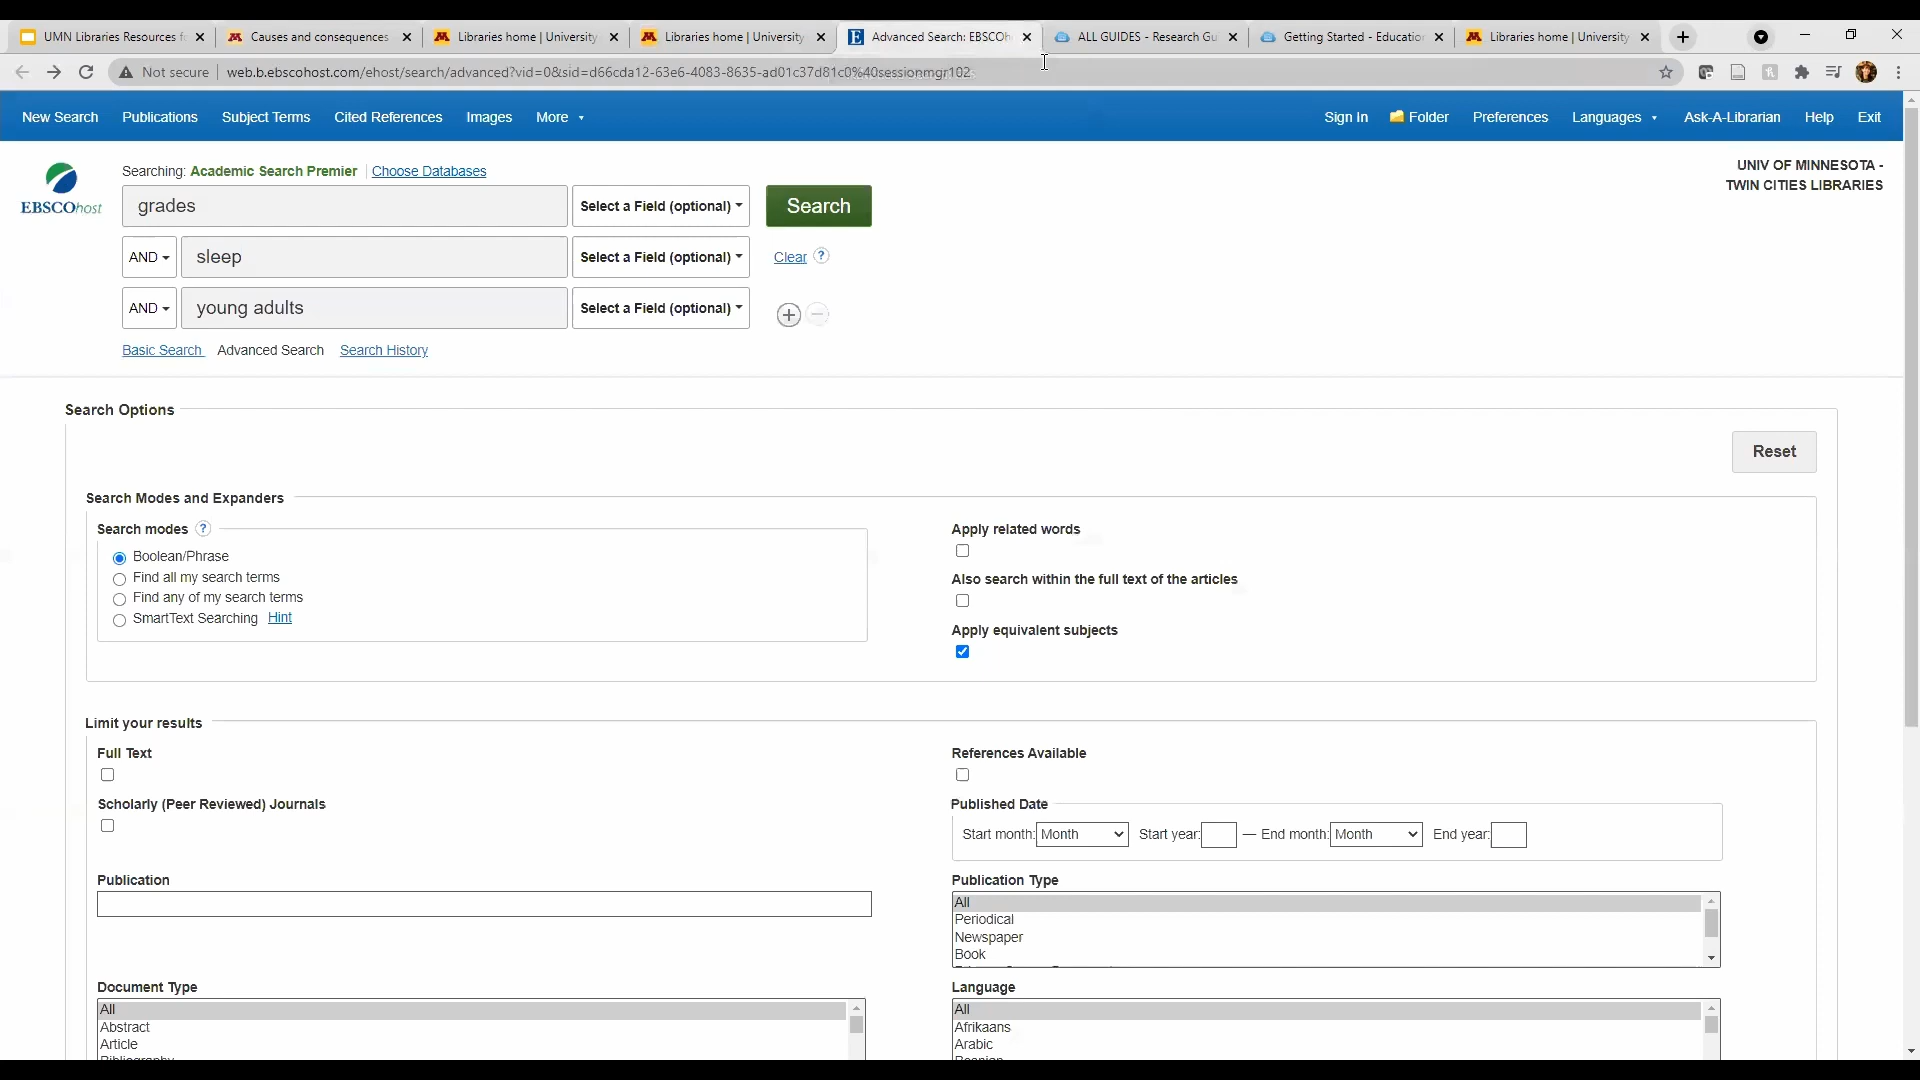 UMN Libraries Resources f
Causes and consequences
Libraries home | University
Libraries home | University
Advanced Search: EBSCOh
ALL GUIDES - Research Gu
Getting Started - Education
Libraries home | University
Not secure web.b.ebscohost.com/ehost/search/advanced?vid=0&sid=d66cda12-63e6-4083-8635-ad01c37d81c0%40sessionmgr102
New Search Publications Subject Terms Cited References Images More Sign In Folder Preferences Languages Ask-A-Librarian Help Exit
EBSCOhost
Searching: Academic Search Premier Choose Databases
UNIV OF MINNESOTA -
TWIN CITIES LIBRARIES
grades Select a Field (optional) Search
AND sleep Select a Field (optional) Clear ?
AND young adults Select a Field (optional)
Basic Search Advanced Search Search History
Search Options
Reset
Search Modes and Expanders
Search modes ?
Boolean/Phrase
Find all my search terms
Find any of my search terms
SmartText Searching Hint
Apply related words
Also search within the full text of the articles
Apply equivalent subjects
Limit your results
Full Text
References Available
Scholarly (Peer Reviewed) Journals
Published Date
Start month: Month Start year: — End month: Month End year:
Publication
Publication Type
All
Periodical
Newspaper
Book
Document Type
All
Abstract
Article
Bibliography
Language
All
Afrikaans
Arabic
Bosnian